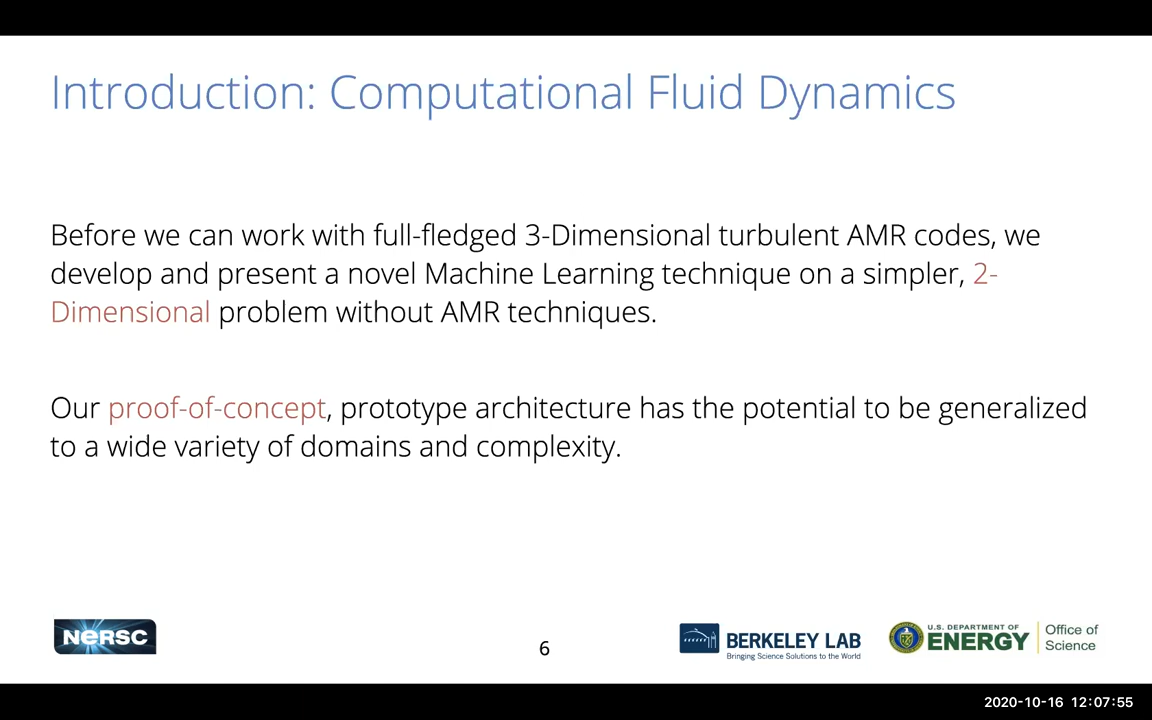 Introduction: Computational Fluid Dynamics
Before we can work with full-fledged 3-Dimensional turbulent AMR codes, we
develop and present a novel Machine Learning technique on a simpler, 2-
Dimensional problem without AMR techniques.
Our proof-of-concept, prototype architecture has the potential to be generalized
to a wide variety of domains and complexity.
NERSC
6
BERKELEY LAB
Bringing Science Solutions to the World
U.S. DEPARTMENT OF
ENERGY
Office of
Science
2020-10-16 12:07:55